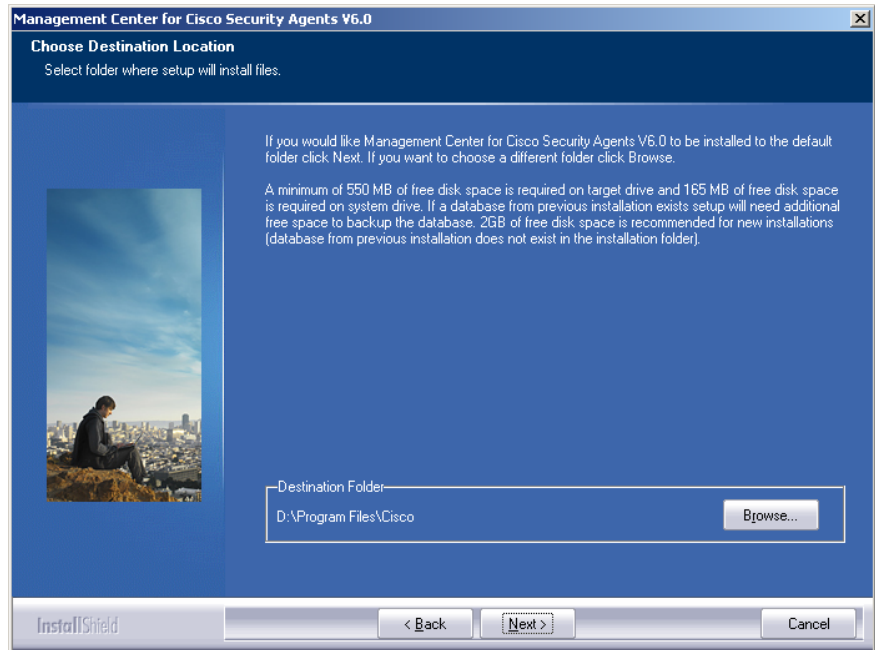 Management Center for Cisco Security Agents V6.0
Choose Destination Location
Select folder where setup will install files.
If you would like Management Center for Cisco Security Agents V6.0 to be installed to the default
folder click Next. If you want to choose a different folder click Browse.
A minimum of 550 MB of free disk space is required on target drive and 165 MB of free disk space
is required on system drive. If a database from previous installation exists setup will need additional
free space to backup the database. 2GB of free disk space is recommended for new installations
(database from previous installation does not exist in the installation folder).
Destination Folder
D:\Program Files\Cisco
Browse...
InstallShield
< Back
Next >
Cancel